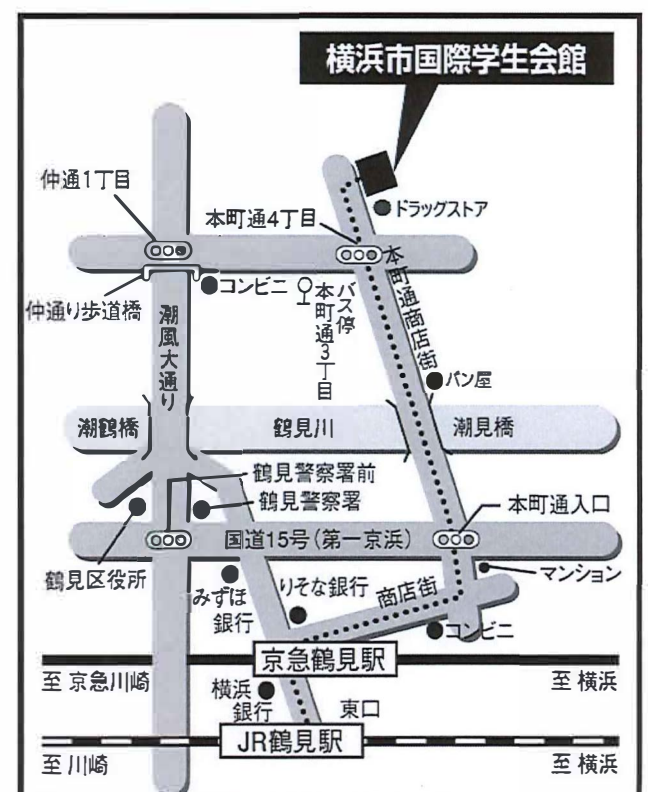 横浜市国際学生会館
仲通1丁目
本町通4丁目
ドラッグストア
仲通り歩道橋
コンビニ
バス停
本町通3丁目
本町通商店街
潮風大通り
パン屋
潮鶴橋
鶴見川
潮見橋
鶴見警察署前
鶴見警察署
本町通入口
国道15号(第一京浜)
鶴見区役所
マンション
みずほ
銀行
りそな銀行
商店街
コンビニ
京急鶴見駅
至 京急川崎
至 横浜
横浜
銀行
東口
JR鶴見駅
至 川崎
至 横浜